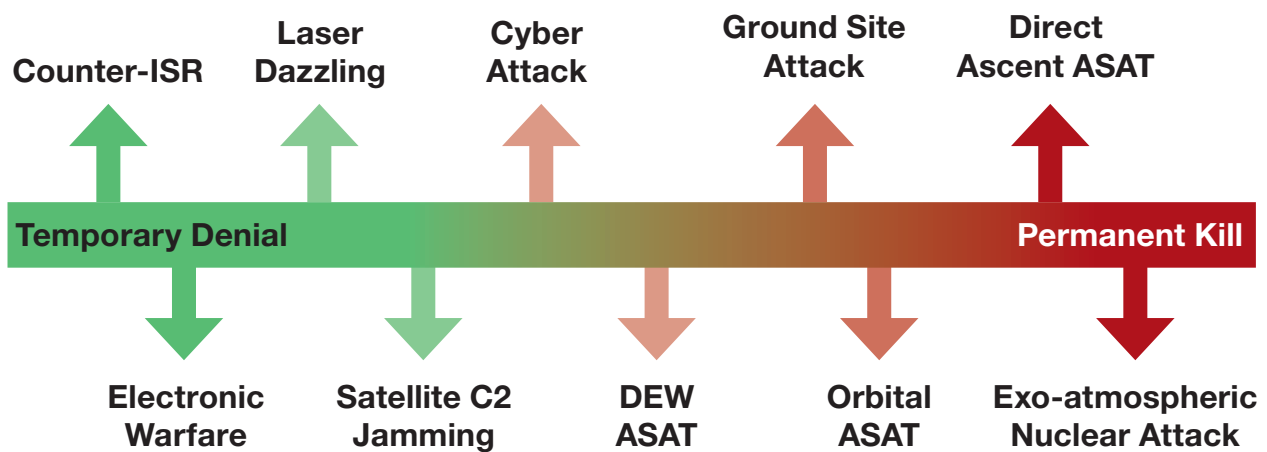 Counter-ISR
Laser
Dazzling
Cyber
Attack
Ground Site
Attack
Direct
Ascent ASAT
Temporary Denial
Permanent Kill
Electronic
Warfare
Satellite C2
Jamming
DEW
ASAT
Orbital
ASAT
Exo-atmospheric
Nuclear Attack